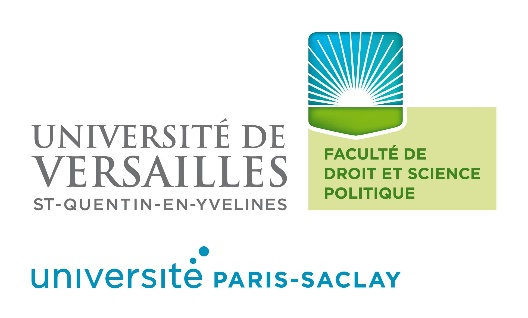 UNIVERSITÉ DE
VERSAILLES
ST-QUENTIN-EN-YVELINES
FACULTÉ DE
DROIT ET SCIENCE
POLITIQUE
université PARIS-SACLAY